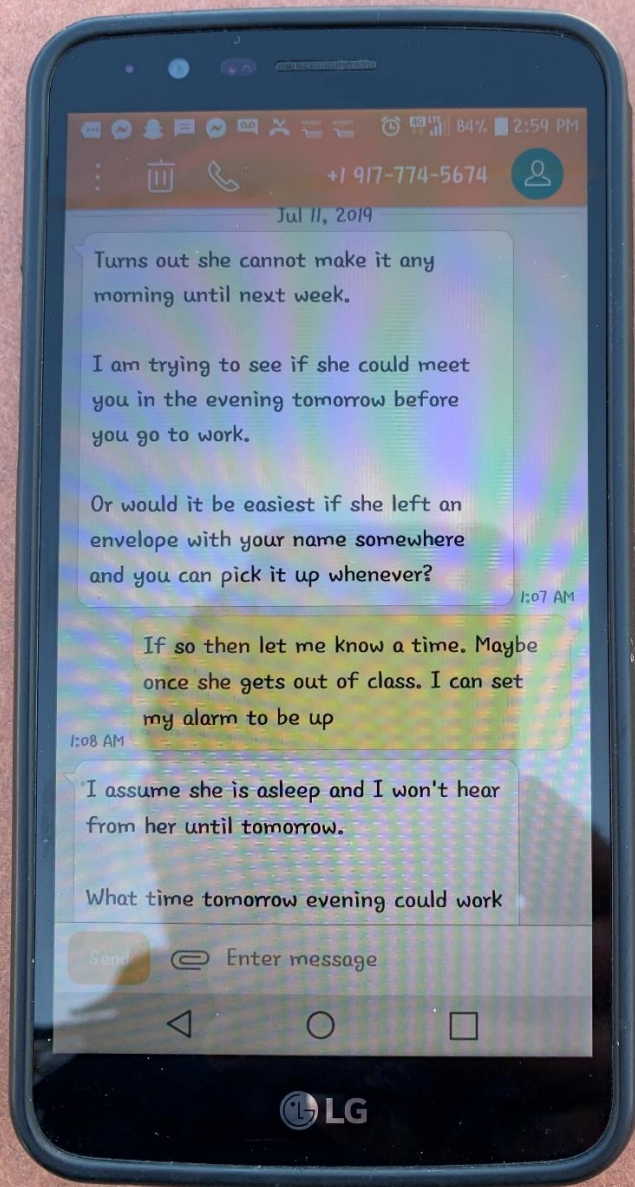 84% 2:59 PM
+1 917-774-5674
Jul 11, 2019
Turns out she cannot make it any
morning until next week.
I am trying to see if she could meet
you in the evening tomorrow before
you go to work.
Or would it be easiest if she left an
envelope with your name somewhere
and you can pick it up whenever?
1:07 AM
If so then let me know a time. Maybe
once she gets out of class. I can set
my alarm to be up
1:08 AM
I assume she is asleep and I won't hear
from her until tomorrow.
What time tomorrow evening could work
Send Enter message
LG